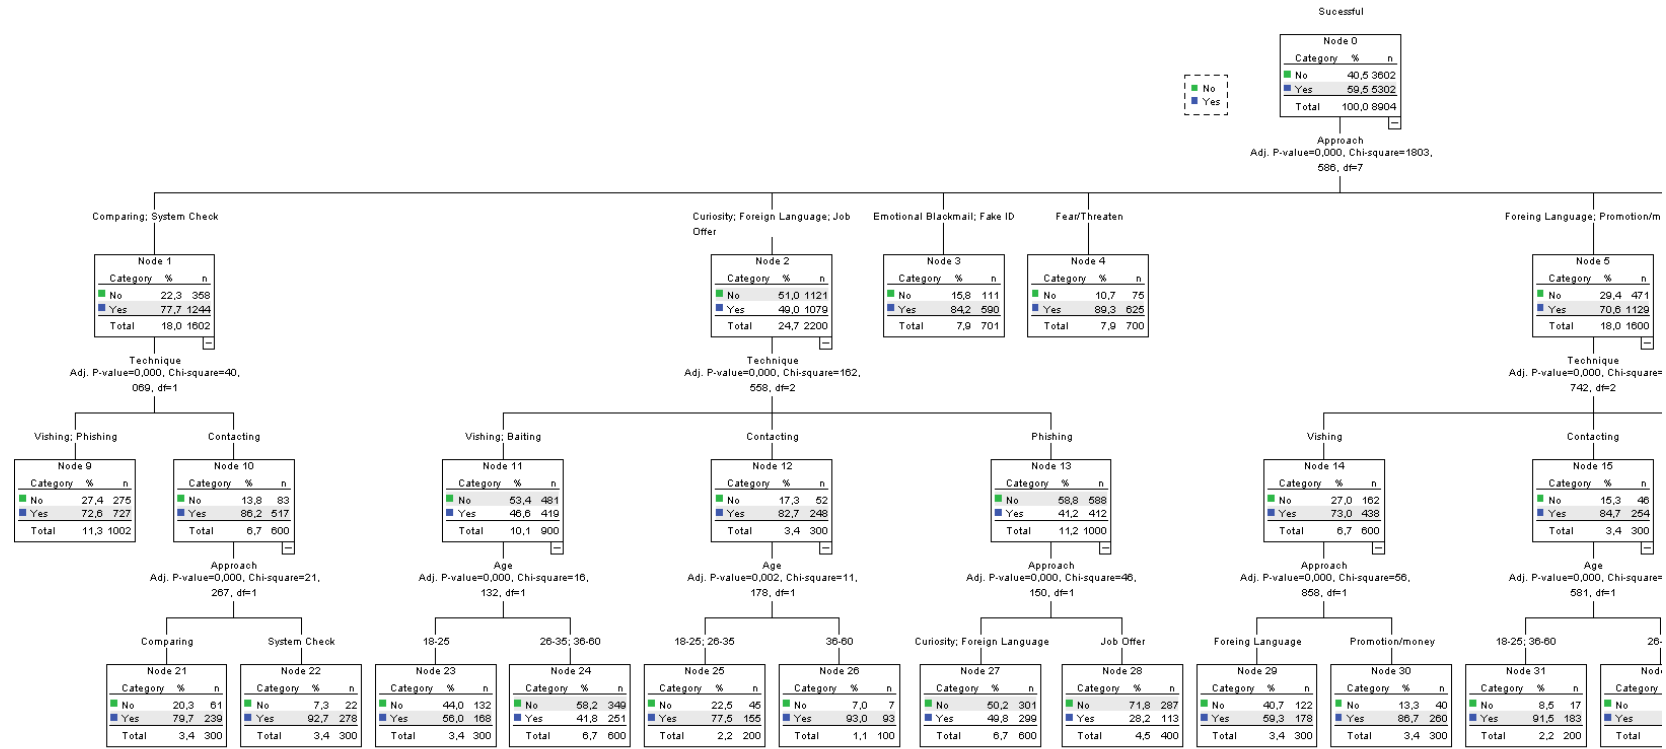 Sucessful
Node 0
Category % n
No 40,5 3602
Yes 59,5 5302
Total 100,0 8904
No
Yes
Approach
Adj. P-value=0,000, Chi-square=1803,
586, df=7
Comparing; System Check
Curiosity; Foreign Language; Job
Offer
Emotional Blackmail; Fake ID
Fear/Threaten
Foreing Language; Promotion/m
Node 1
Category % n
No 22,3 358
Yes 77,7 1244
Total 18,0 1602
Node 2
Category % n
No 51,0 1121
Yes 49,0 1079
Total 24,7 2200
Node 3
Category % n
No 15,8 111
Yes 84,2 590
Total 7,9 701
Node 4
Category % n
No 10,7 75
Yes 89,3 625
Total 7,9 700
Node 5
Category % n
No 29,4 471
Yes 70,6 1129
Total 18,0 1600
Technique
Adj. P-value=0,000, Chi-square=40,
069, df=1
Technique
Adj. P-value=0,000, Chi-square=162,
558, df=2
Technique
Adj. P-value=0,000, Chi-square=
742, df=2
Vishing; Phishing
Contacting
Vishing; Baiting
Contacting
Phishing
Vishing
Contacting
Node 9
Category % n
No 27,4 275
Yes 72,6 727
Total 11,3 1002
Node 10
Category % n
No 13,8 83
Yes 86,2 517
Total 6,7 600
Node 11
Category % n
No 53,4 481
Yes 46,6 419
Total 10,1 900
Node 12
Category % n
No 17,3 52
Yes 82,7 248
Total 3,4 300
Node 13
Category % n
No 58,8 588
Yes 41,2 412
Total 11,2 1000
Node 14
Category % n
No 27,0 162
Yes 73,0 438
Total 6,7 600
Node 15
Category % n
No 15,3 46
Yes 84,7 254
Total 3,4 300
Approach
Adj. P-value=0,000, Chi-square=21,
267, df=1
Age
Adj. P-value=0,000, Chi-square=16,
132, df=1
Age
Adj. P-value=0,002, Chi-square=11,
178, df=1
Approach
Adj. P-value=0,000, Chi-square=46,
150, df=1
Approach
Adj. P-value=0,000, Chi-square=56,
858, df=1
Age
Adj. P-value=0,000, Chi-square=
581, df=1
Comparing
System Check
18-25
26-35; 36-60
18-25; 26-35
36-60
Curiosity; Foreign Language
Job Offer
Foreing Language
Promotion/money
18-25; 36-60
26-
Node 21
Category % n
No 20,3 61
Yes 79,7 239
Total 3,4 300
Node 22
Category % n
No 7,3 22
Yes 92,7 278
Total 3,4 300
Node 23
Category % n
No 44,0 132
Yes 56,0 168
Total 3,4 300
Node 24
Category % n
No 58,2 349
Yes 41,8 251
Total 6,7 600
Node 25
Category % n
No 22,5 45
Yes 77,5 155
Total 2,2 200
Node 26
Category % n
No 7,0 7
Yes 93,0 93
Total 1,1 100
Node 27
Category % n
No 50,2 301
Yes 49,8 299
Total 6,7 600
Node 28
Category % n
No 71,8 287
Yes 28,2 113
Total 4,5 400
Node 29
Category % n
No 40,7 122
Yes 59,3 178
Total 3,4 300
Node 30
Category % n
No 13,3 40
Yes 86,7 260
Total 3,4 300
Node 31
Category % n
No 8,5 17
Yes 91,5 183
Total 2,2 200
Category
No
Yes
Total